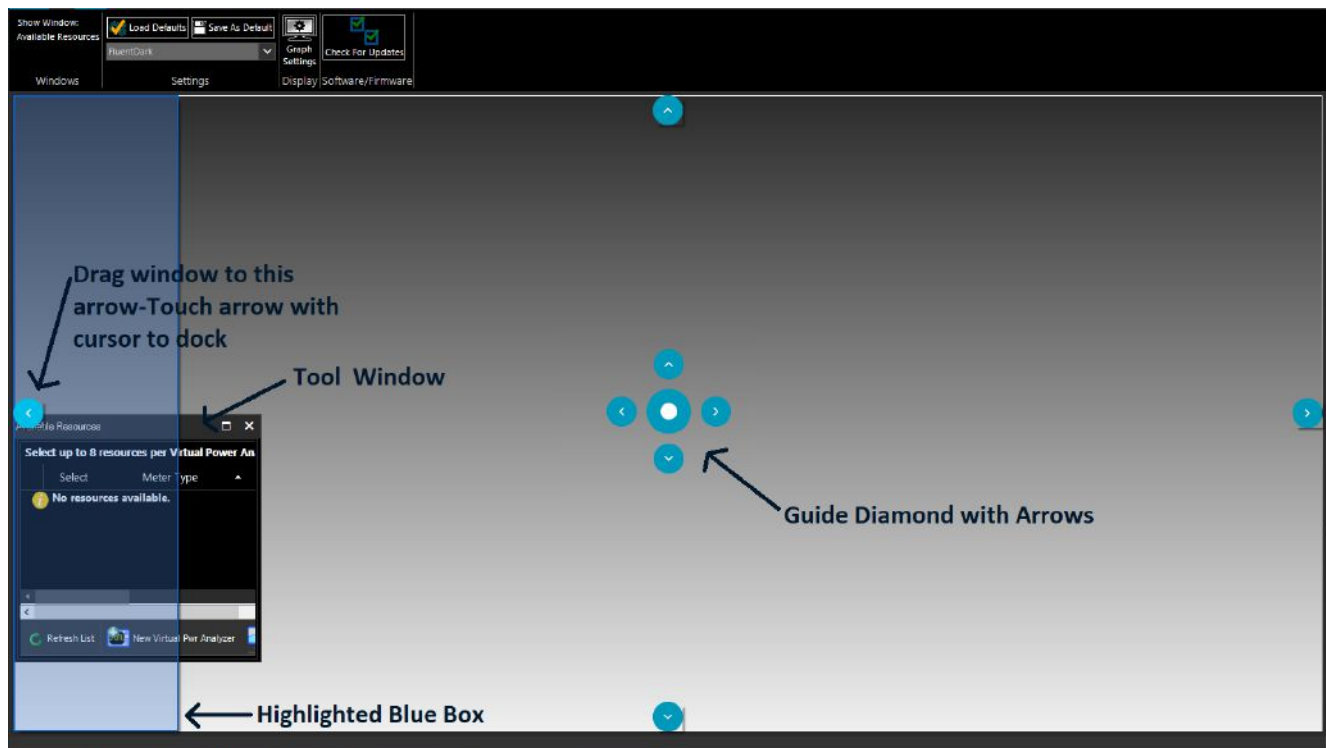 Show Window:
Available Resources
Load Defaults
Save As Default
FluentDark
Graph
Settings
Check For Updates
Windows
Settings
Display
Software/Firmware
Drag window to this
arrow-Touch arrow with
cursor to dock
Tool Window
Available Resources
Select up to 8 resources per Virtual Power An
Select
Meter Type
No resources available.
Guide Diamond with Arrows
Refresh List
New Virtual Pwr Analyzer
Highlighted Blue Box